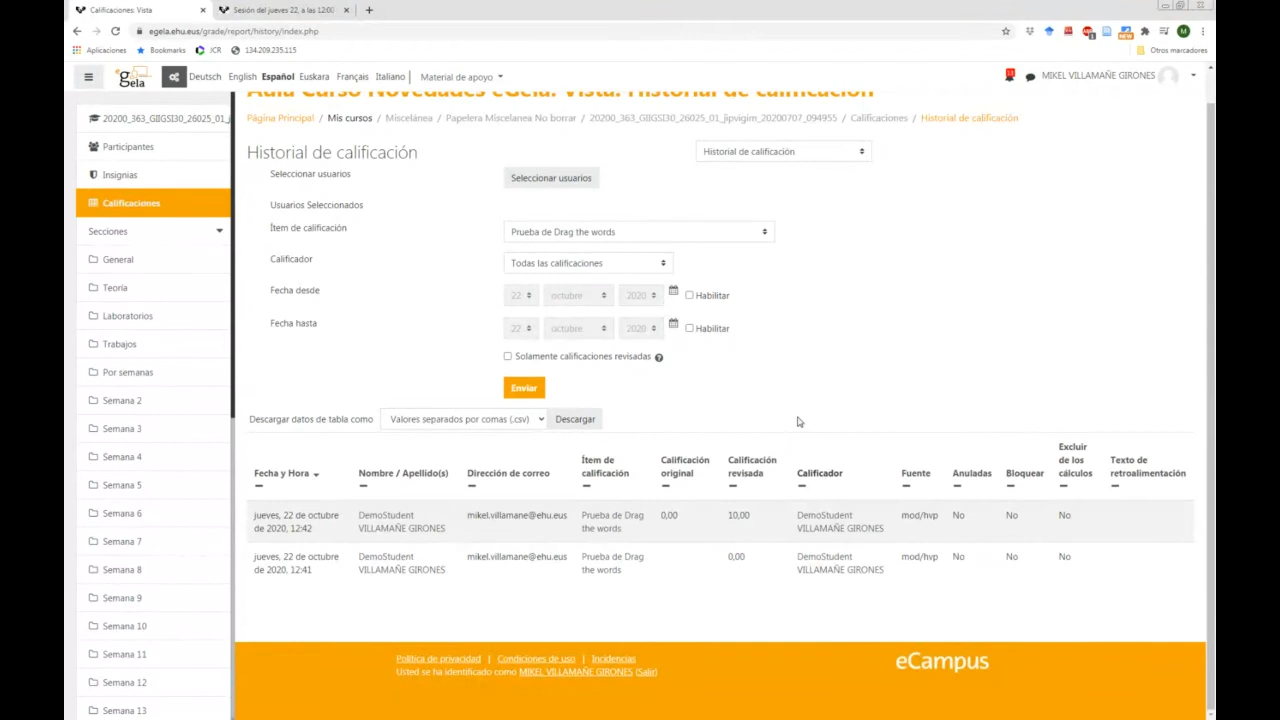 Calificaciones: Vista
Sesión del jueves 22, a las 12:00
egela.ehu.eus/grade/report/history/index.php
Aplicaciones Bookmarks JCR 134.209.235.115 Otros marcadores
egela Deutsch English Español Euskara Français Italiano Material de apoyo MIKEL VILLAMAÑE GIRONES
Aula Curso Novedades eGela: Vista: Historial de calificación
Página Principal / Mis cursos / Miscelánea / Papelera Miscelanea No borrar / 20200_363_GIIGSI30_26025_01_jipvigim_20200707_094955 / Calificaciones / Historial de calificación
20200_363_GIIGSI30_26025_01_j
Participantes
Insignias
Calificaciones
Secciones
General
Teoría
Laboratorios
Trabajos
Por semanas
Semana 2
Semana 3
Semana 4
Semana 5
Semana 6
Semana 7
Semana 8
Semana 9
Semana 10
Semana 11
Semana 12
Semana 13
Historial de calificación
Historial de calificación
Seleccionar usuarios Seleccionar usuarios
Usuarios Seleccionados
Ítem de calificación Prueba de Drag the words
Calificador Todas las calificaciones
Fecha desde 22 octubre 2020 Habilitar
Fecha hasta 22 octubre 2020 Habilitar
Solamente calificaciones revisadas
Enviar
Descargar datos de tabla como Valores separados por comas (.csv) Descargar
Fecha y Hora Nombre / Apellido(s) Dirección de correo Ítem de calificación Calificación original Calificación revisada Calificador Fuente Anuladas Bloquear Excluir de los cálculos Texto de retroalimentación
jueves, 22 de octubre de 2020, 12:42 DemoStudent VILLAMAÑE GIRONES mikel.villamane@ehu.eus Prueba de Drag the words 0,00 10,00 DemoStudent VILLAMAÑE GIRONES mod/hvp No No No
jueves, 22 de octubre de 2020, 12:41 DemoStudent VILLAMAÑE GIRONES mikel.villamane@ehu.eus Prueba de Drag the words 0,00 DemoStudent VILLAMAÑE GIRONES mod/hvp No No No
Política de privacidad | Condiciones de uso | Incidencias
Usted se ha identificado como MIKEL VILLAMAÑE GIRONES (Salir)
eCampus